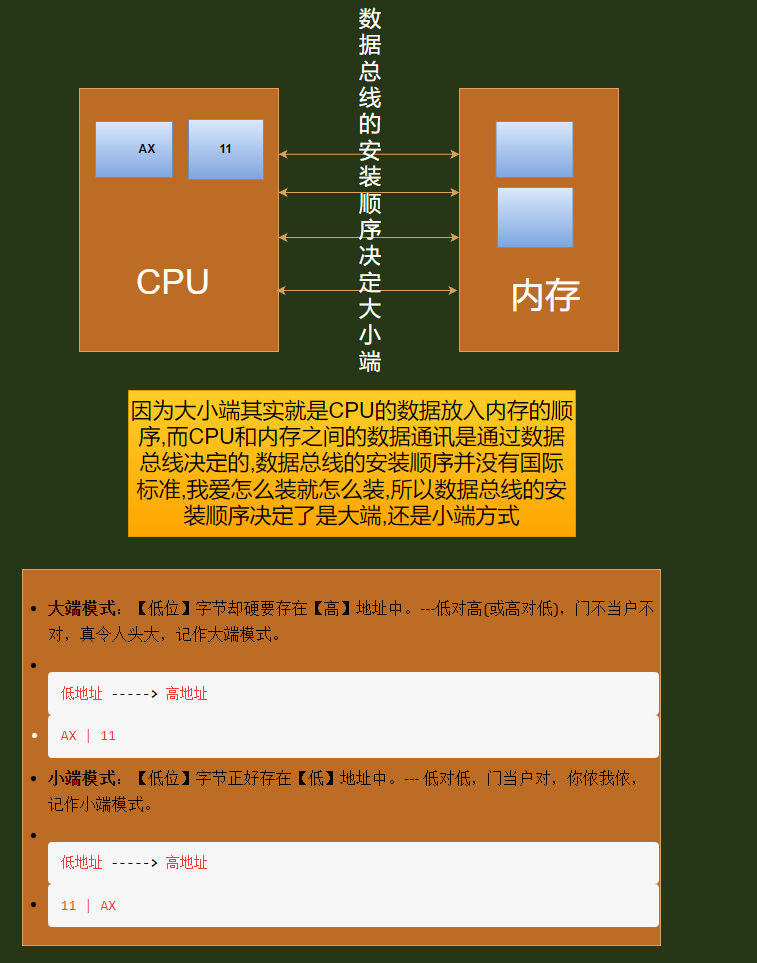 数据总线的安装顺序决定大小端
AX
11
CPU
内存
因为大小端其实就是CPU的数据放入内存的顺
序,而CPU和内存之间的数据通讯是通过数据
总线决定的,数据总线的安装顺序并没有国际
标准,我爱怎么装就怎么装,所以数据总线的安
装顺序决定了是大端,还是小端方式
大端模式：【低位】字节却硬要存在【高】地址中。---低对高(或高对低)，门不当户不
对，真令人头大，记作大端模式。
低地址 -----> 高地址
AX | 11
小端模式：【低位】字节正好存在【低】地址中。--- 低对低，门当户对，你侬我侬，
记作小端模式。
低地址 -----> 高地址
11 | AX